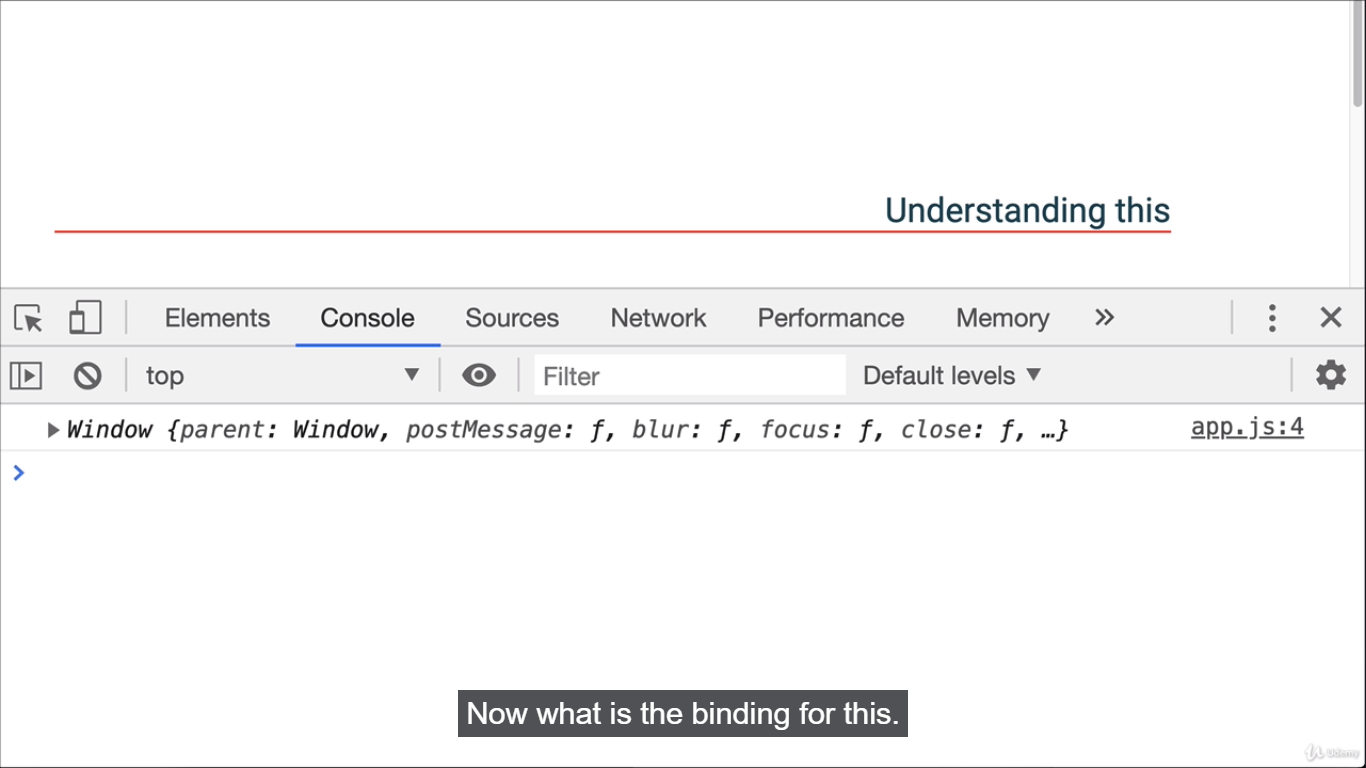 Understanding this
Elements Console Sources Network Performance Memory »
top ▼ Filter Default levels ▼
▶ Window {parent: Window, postMessage: ƒ, blur: ƒ, focus: ƒ, close: ƒ, …} app.js:4
>
Now what is the binding for this.
Udemy